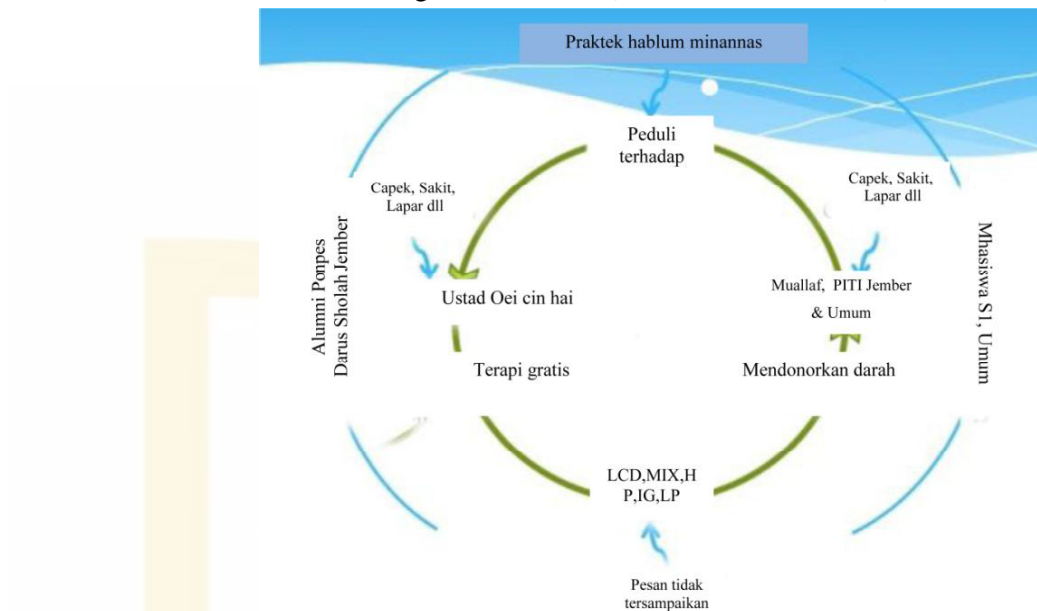 Praktek hablum minannas
Peduli
terhadap
Capek, Sakit,
Lapar dll
Capek, Sakit,
Lapar dll
Alumni Ponpes
Darus Sholah Jember
Ustad Oei cin hai
Muallaf, PITI Jember
& Umum
Mhasiswa S1, Umum
Terapi gratis
Mendonorkan darah
LCD,MIX,H
P,IG,LP
Pesan tidak
tersampaikan